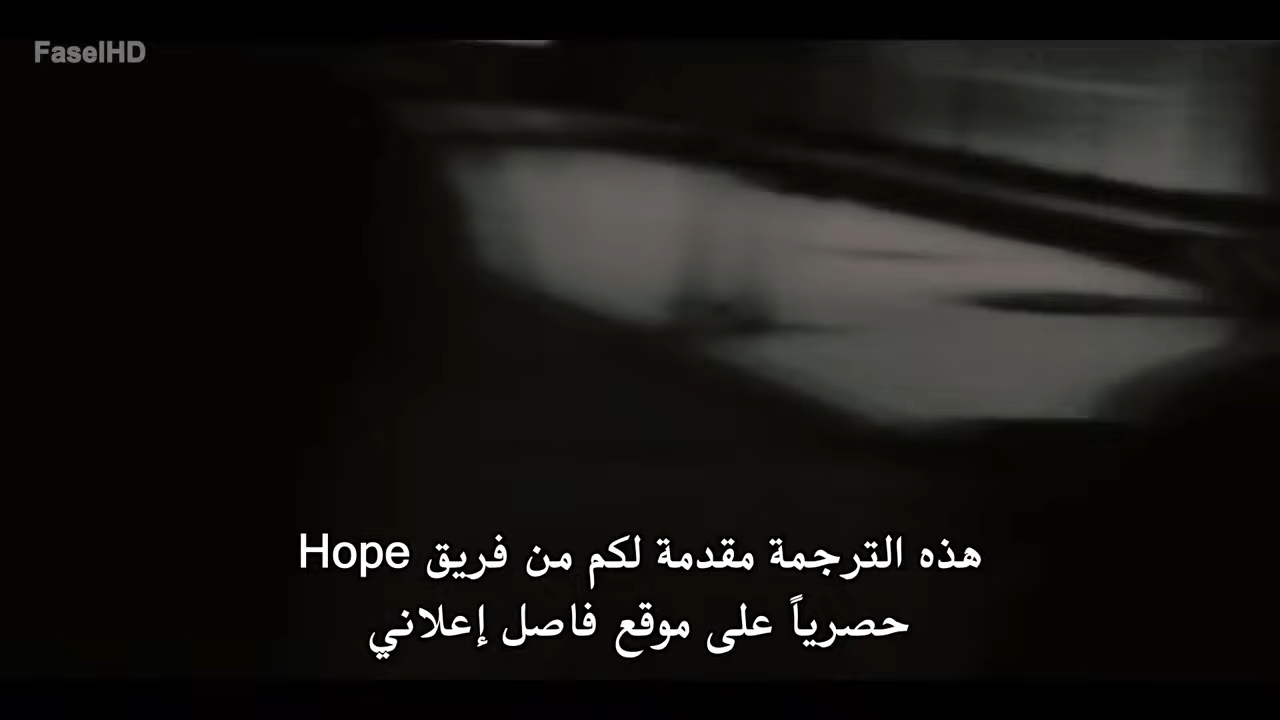 FaselHD
هذه الترجمة مقدمة لكم من فريق Hope
حصرياً على موقع فاصل إعلاني